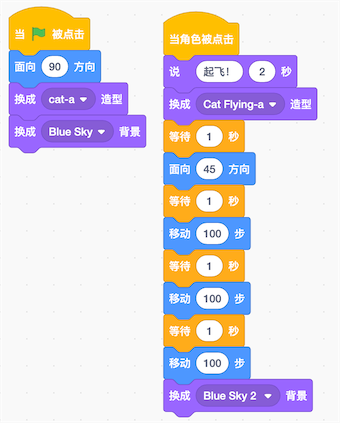 当 被点击
面向 90 方向
换成 cat-a 造型
换成 Blue Sky 背景
当角色被点击
说 起飞！ 2 秒
换成 Cat Flying-a 造型
等待 1 秒
面向 45 方向
等待 1 秒
移动 100 步
等待 1 秒
移动 100 步
等待 1 秒
移动 100 步
换成 Blue Sky 2 背景